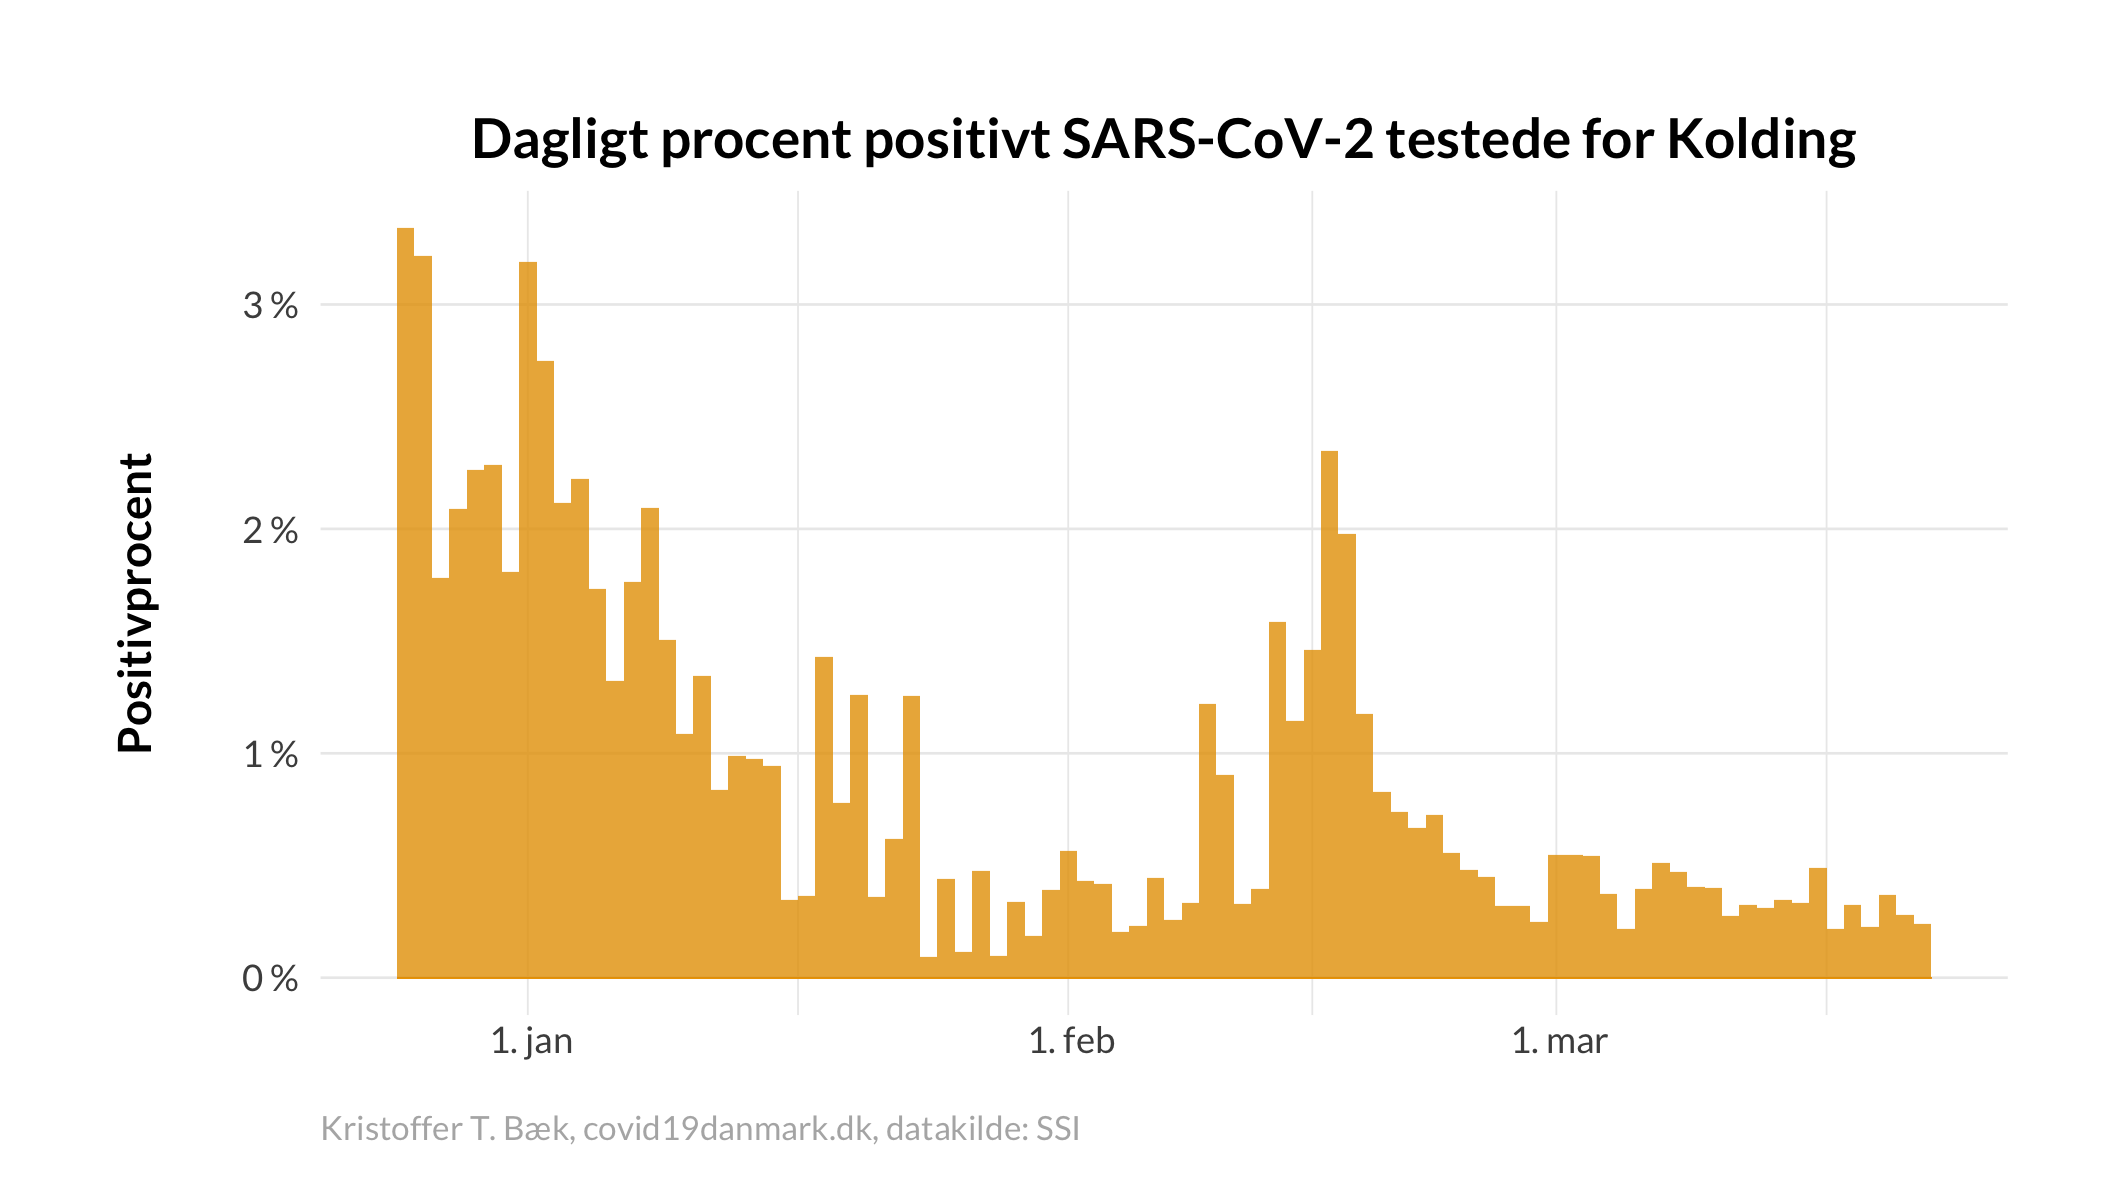 Dagligt procent positivt SARS-CoV-2 testede for Kolding
Positivprocent
3 %
2 %
1 %
0 %
1. jan
1. feb
1. mar
Kristoffer T. Bæk, covid19danmark.dk, datakilde: SSI